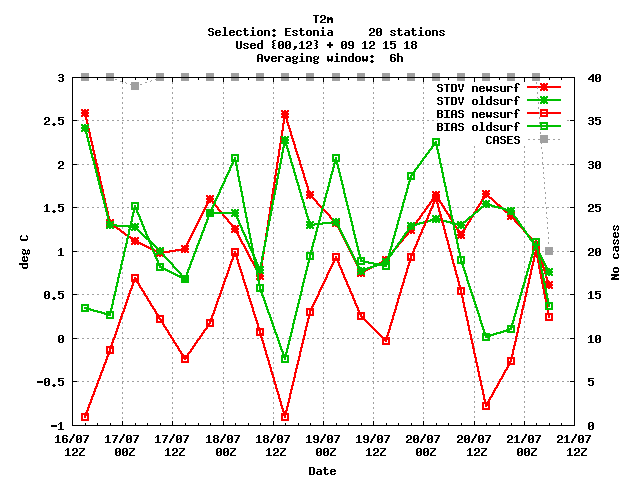 T2m
Selection: Estonia 20 stations
Used {00,12} + 09 12 15 18
Averaging window: 6h
3 40
STDV newsurf
STDV oldsurf
2.5 35
BIAS newsurf
BIAS oldsurf
CASES
2 30
1.5 25
deg C
1 20
No cases
0.5 15
0 10
-0.5 5
-1 0
16/07 17/07 17/07 18/07 18/07 19/07 19/07 20/07 20/07 21/07 21/07
12Z 00Z 12Z 00Z 12Z 00Z 12Z 00Z 12Z 00Z 12Z
Date